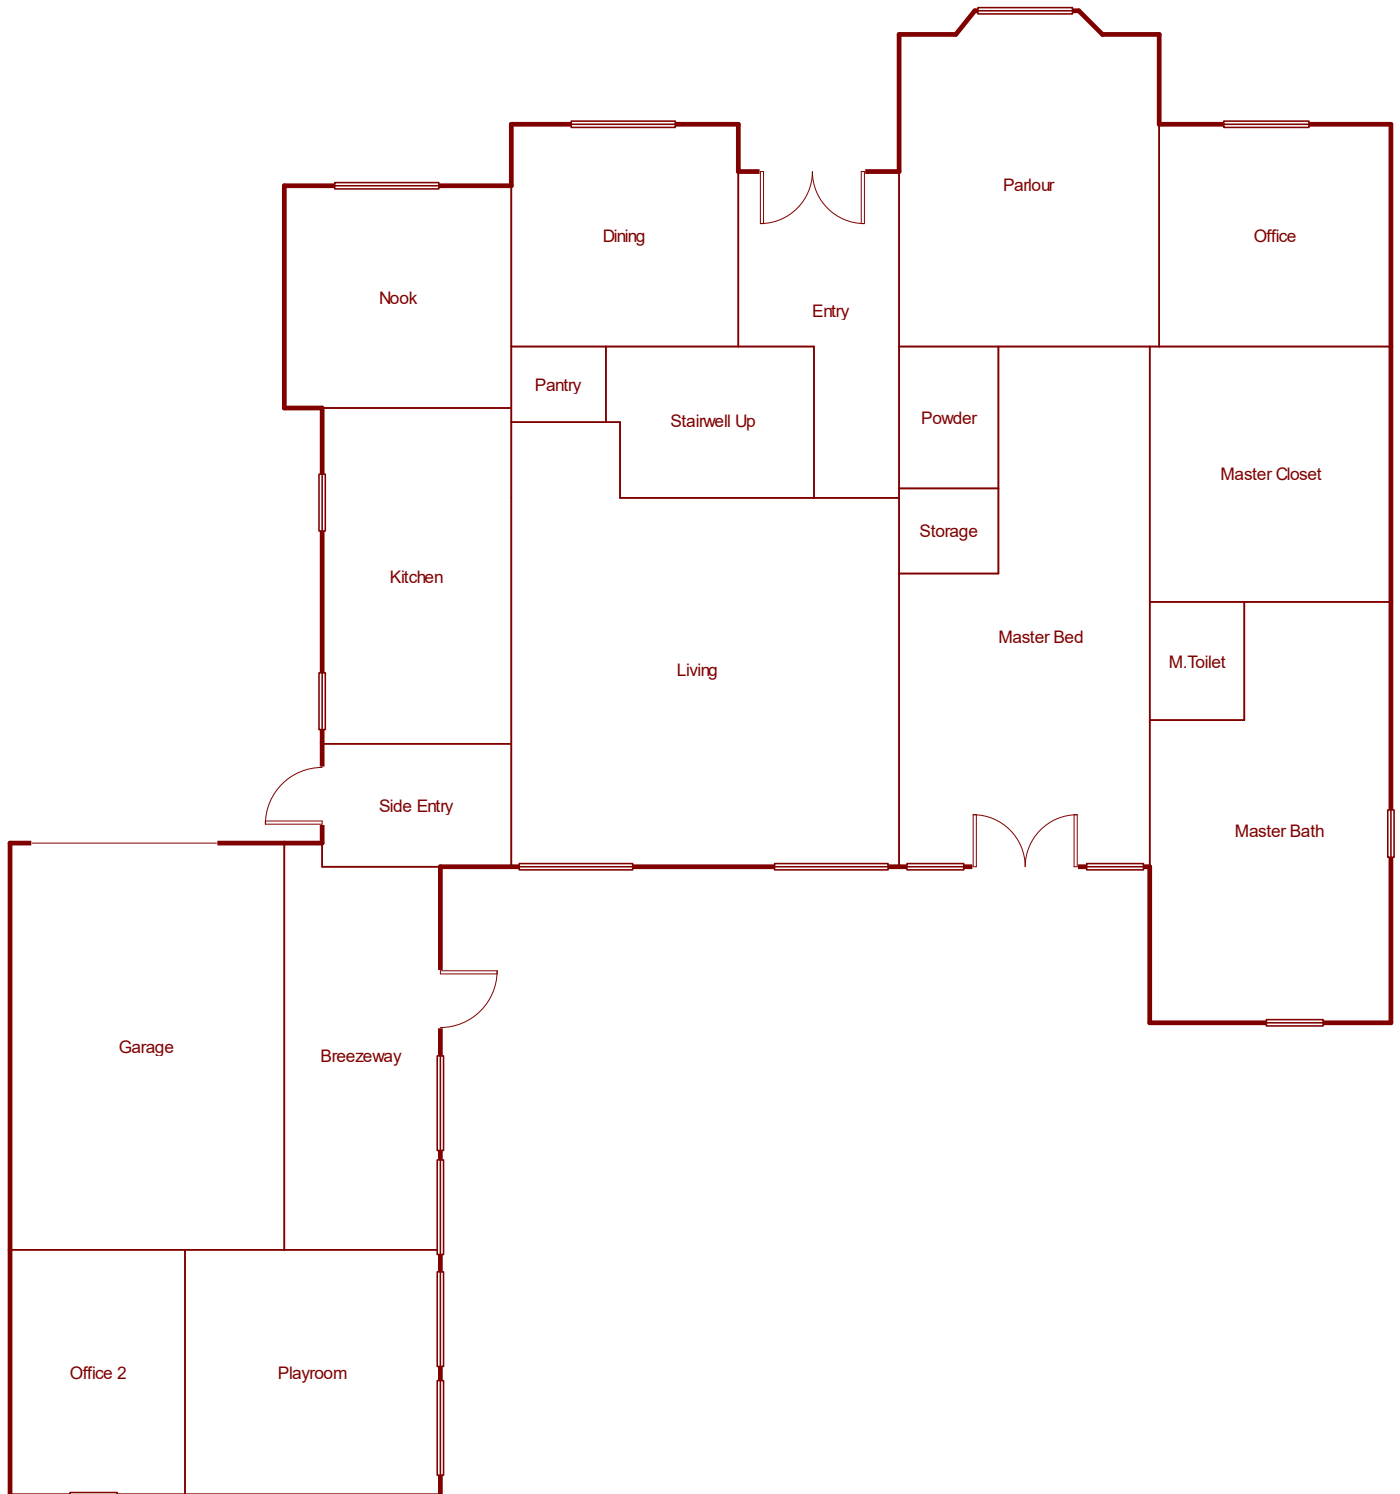 Parlour
Dining
Office
Nook
Entry
Pantry
Powder
Stairwell Up
Master Closet
Storage
Kitchen
Master Bed
M.Toilet
Living
Side Entry
Master Bath
Garage
Breezeway
Office 2
Playroom